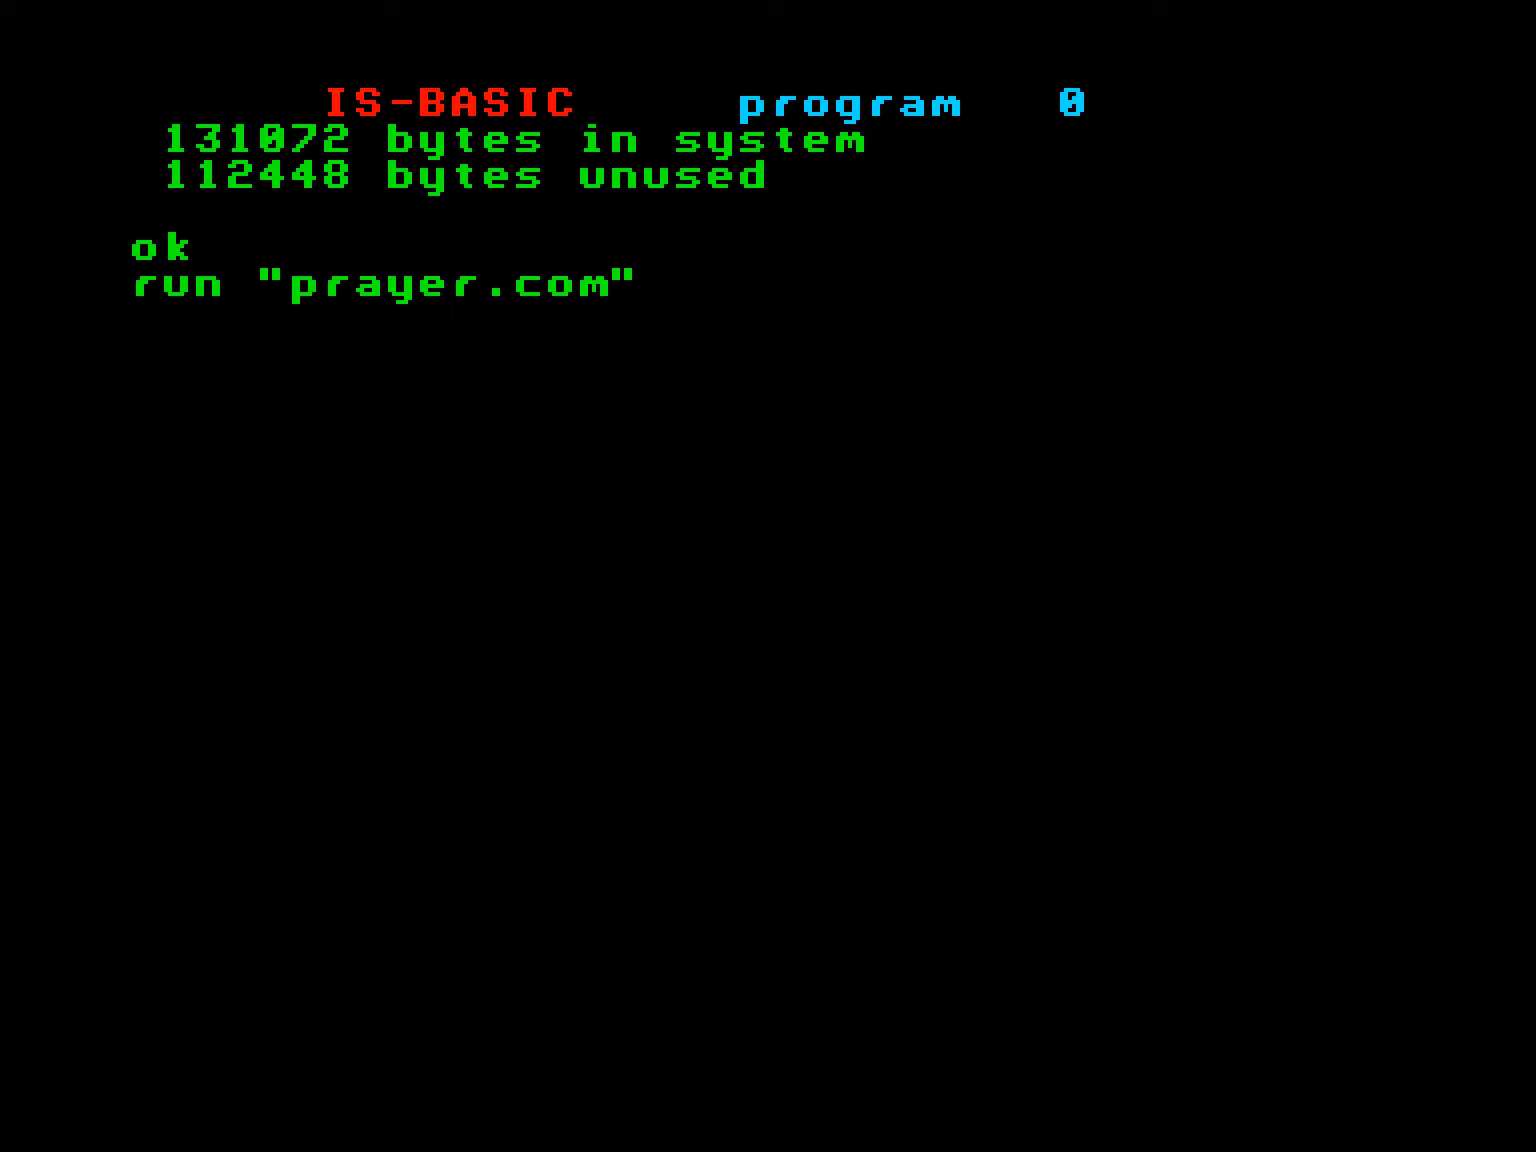 IS-BASIC program 0
131072 bytes in system
112448 bytes unused
ok
run "prayer.com"